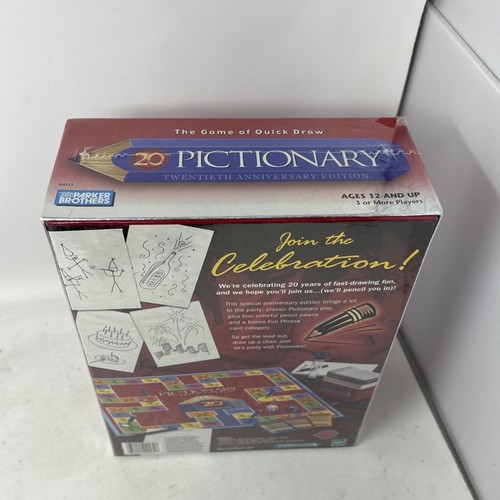 The Game of Quick Draw
20th PICTIONARY
TWENTIETH ANNIVERSARY EDITION
PARKER
BROTHERS
AGES 12 AND UP
3 or More Players
Join the
Celebration!
We're celebrating 20 years of fast-drawing fun,
and we hope you'll join us...(we'll pencil you in)!
This special anniversary edition brings a lot
to the party: classic Pictionary play,
plus four colorful pencil pawns
and a bonus Fun Phrase
card category.
So get the lead out,
draw up a chair, and
let's party with Pictionary!
PICTIONARY
20